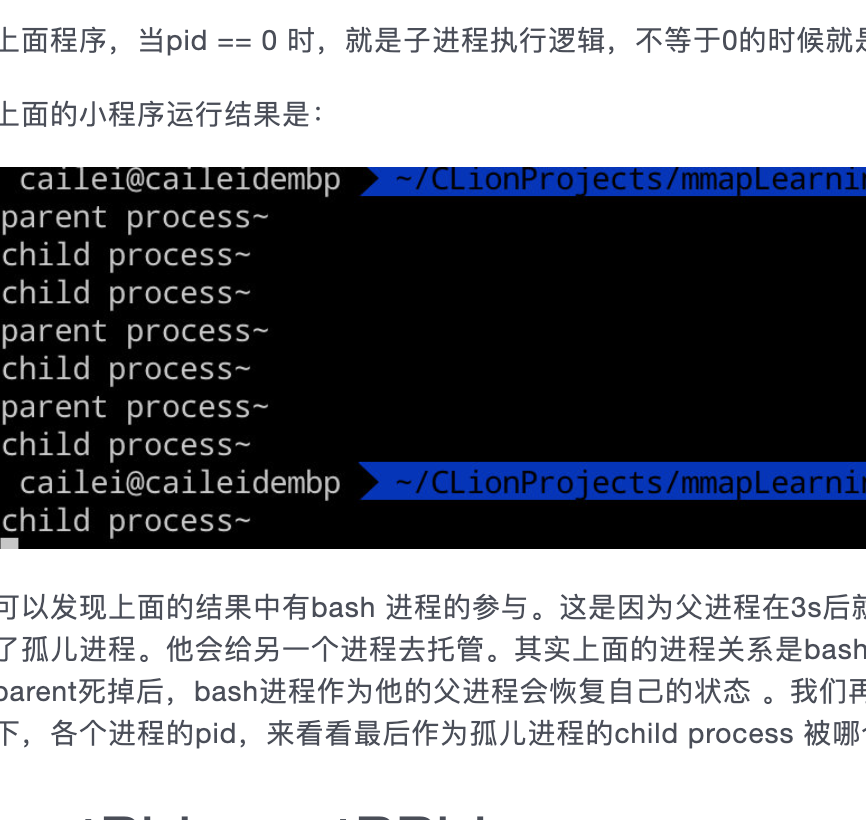 上面程序，当pid == 0 时，就是子进程执行逻辑，不等于0的时候就是
上面的小程序运行结果是：
cailei@caileidembp ~/CLionProjects/mmapLearnin
parent process~
child process~
child process~
parent process~
child process~
parent process~
child process~
cailei@caileidembp ~/CLionProjects/mmapLearnin
child process~
可以发现上面的结果中有bash 进程的参与。这是因为父进程在3s后就
了孤儿进程。他会给另一个进程去托管。其实上面的进程关系是bash
parent死掉后，bash进程作为他的父进程会恢复自己的状态 。我们再
下，各个进程的pid，来看看最后作为孤儿进程的child process 被哪个